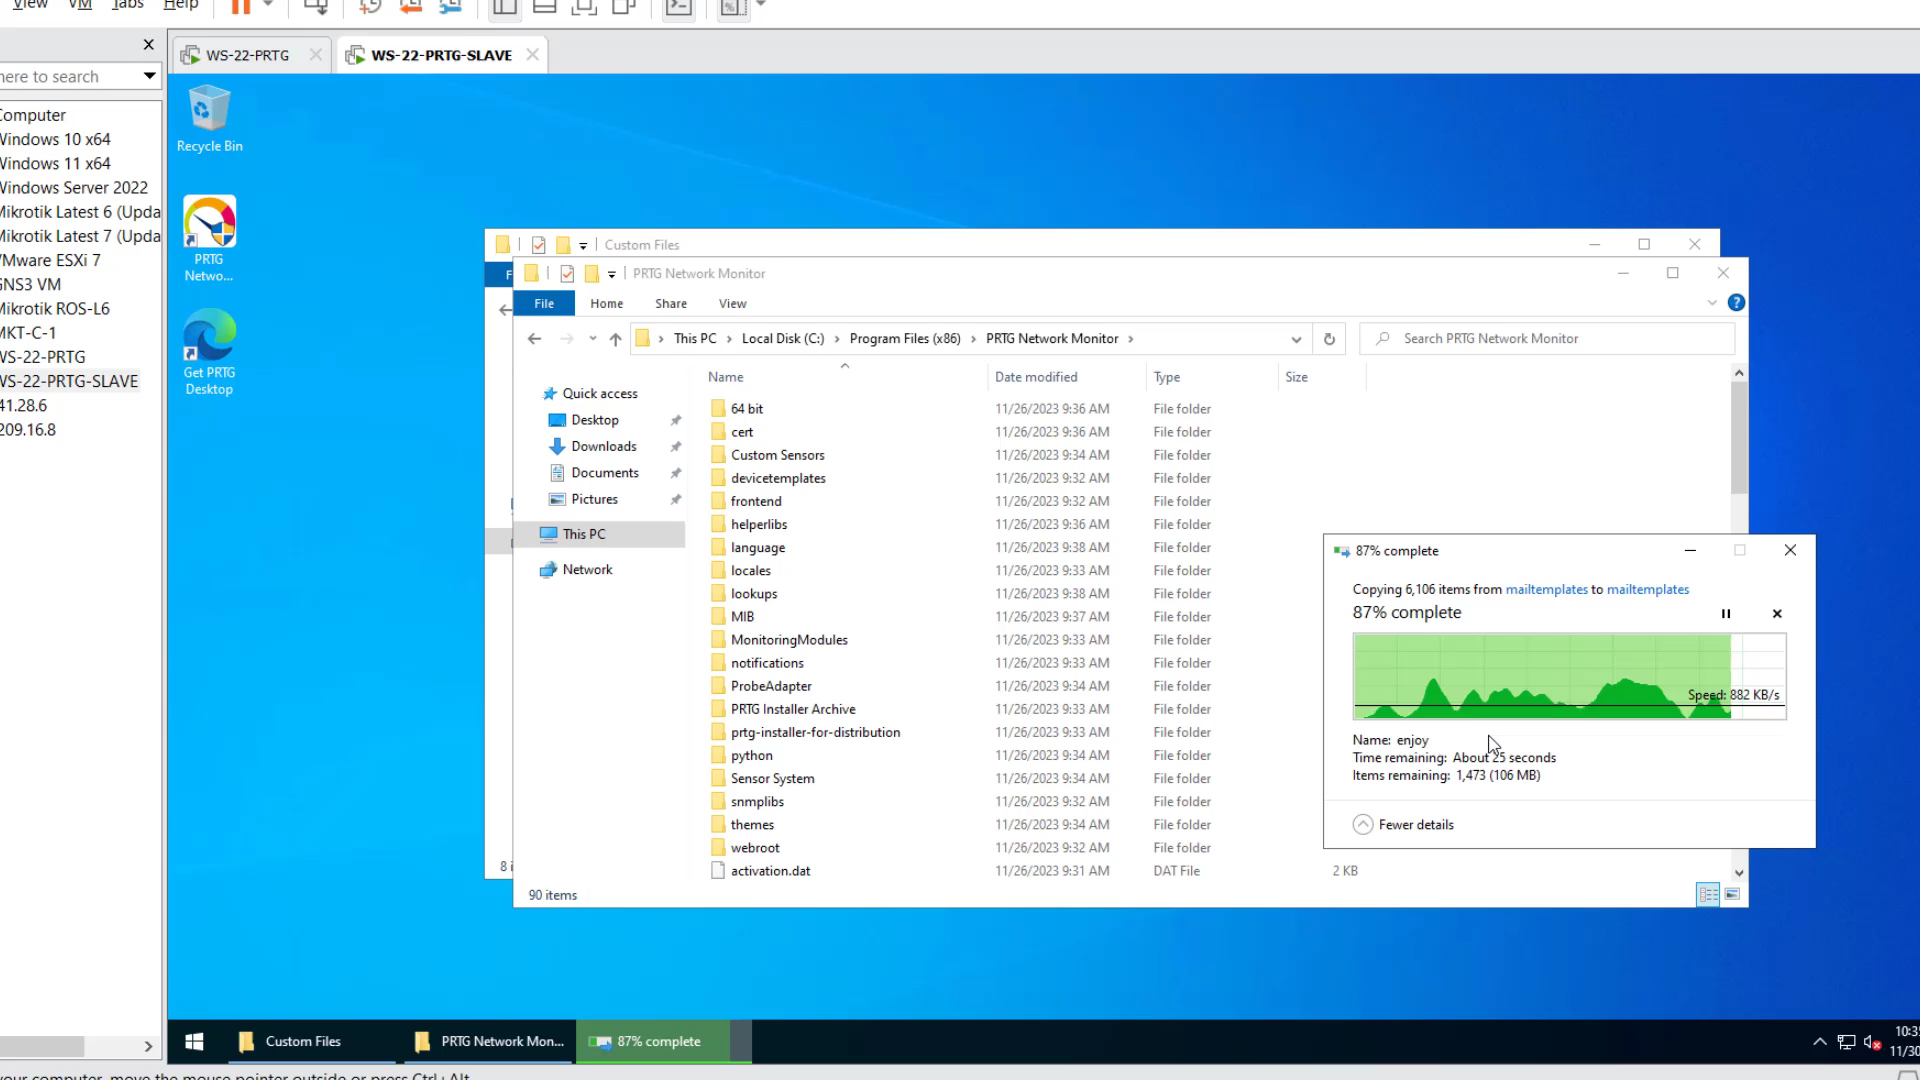 View VM Tabs Help
here to search
WS-22-PRTG
WS-22-PRTG-SLAVE
Computer
Windows 10 x64
Windows 11 x64
Windows Server 2022
Mikrotik Latest 6 (Upda
Mikrotik Latest 7 (Upda
VMware ESXi 7
GNS3 VM
Mikrotik ROS-L6
MKT-C-1
WS-22-PRTG
WS-22-PRTG-SLAVE
41.28.6
209.16.8
Recycle Bin
PRTG
Netwo...
Get PRTG
Desktop
Custom Files
F
PRTG Network Monitor
File Home Share View
This PC > Local Disk (C:) > Program Files (x86) > PRTG Network Monitor >
Search PRTG Network Monitor
Quick access
Desktop
Downloads
Documents
Pictures
This PC
Network
Name Date modified Type Size
64 bit 11/26/2023 9:36 AM File folder
cert 11/26/2023 9:36 AM File folder
Custom Sensors 11/26/2023 9:34 AM File folder
devicetemplates 11/26/2023 9:32 AM File folder
frontend 11/26/2023 9:32 AM File folder
helperlibs 11/26/2023 9:36 AM File folder
language 11/26/2023 9:38 AM File folder
locales 11/26/2023 9:33 AM File folder
lookups 11/26/2023 9:38 AM File folder
MIB 11/26/2023 9:37 AM File folder
MonitoringModules 11/26/2023 9:33 AM File folder
notifications 11/26/2023 9:33 AM File folder
ProbeAdapter 11/26/2023 9:34 AM File folder
PRTG Installer Archive 11/26/2023 9:33 AM File folder
prtg-installer-for-distribution 11/26/2023 9:33 AM File folder
python 11/26/2023 9:34 AM File folder
Sensor System 11/26/2023 9:34 AM File folder
snmplibs 11/26/2023 9:32 AM File folder
themes 11/26/2023 9:34 AM File folder
webroot 11/26/2023 9:32 AM File folder
activation.dat 11/26/2023 9:31 AM DAT File 2 KB
8 i
90 items
87% complete
Copying 6,106 items from mailtemplates to mailtemplates
87% complete
Speed: 882 KB/s
Name: enjoy
Time remaining: About 25 seconds
Items remaining: 1,473 (106 MB)
Fewer details
Custom Files
PRTG Network Mon...
87% complete
10:35
11/30
your computer, move the mouse pointer outside or press Ctrl+Alt.